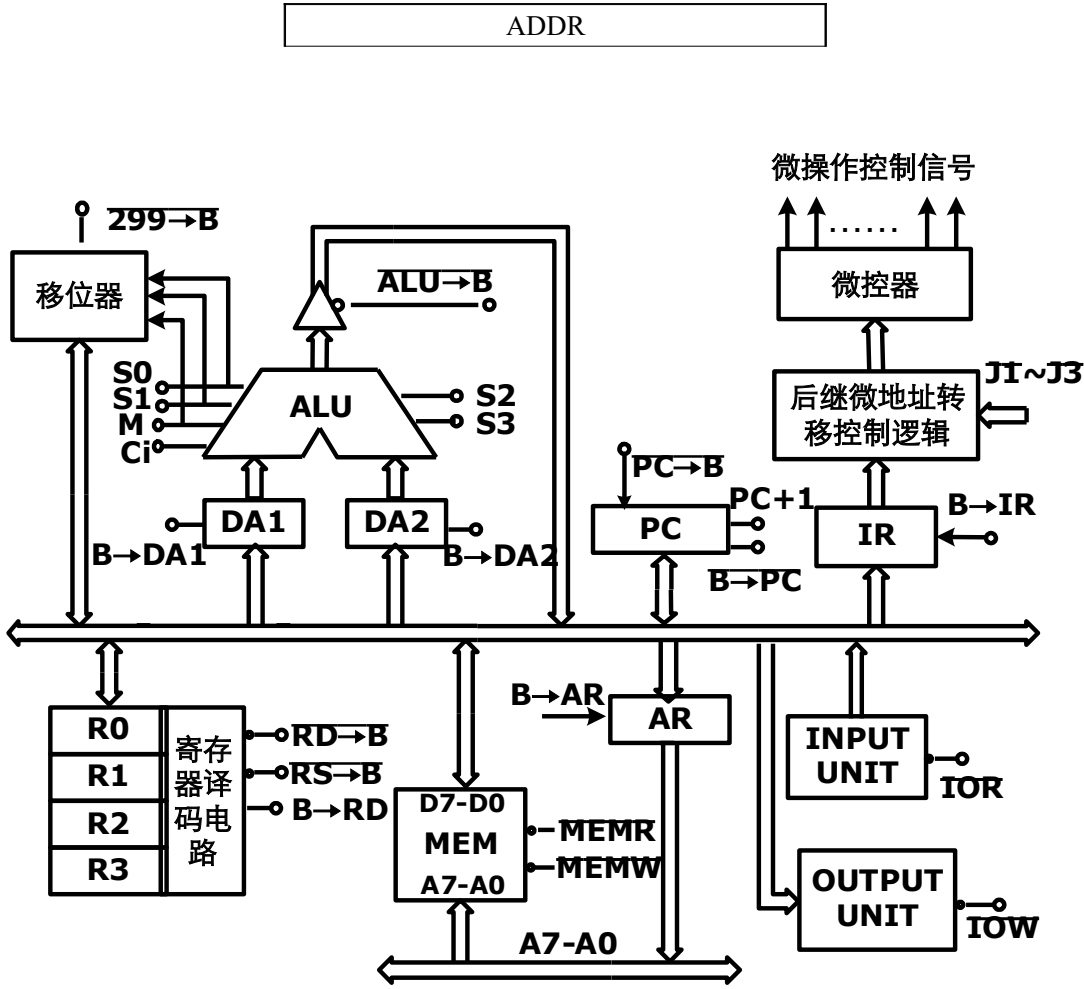 ADDR
微操作控制信号
299→B
......
移位器
ALU→B
微控器
S0
S1
M
Ci
ALU
S2
S3
后继微地址转
移控制逻辑
J1~J3
PC→B
DA1
DA2
PC
PC+1
IR
B→IR
B→DA1
B→DA2
B→PC
B→AR
AR
R0
R1
R2
R3
寄存
器译
码电
路
RD→B
RS→B
B→RD
D7-D0
MEM
A7-A0
MEMR
MEMW
INPUT
UNIT
IOR
OUTPUT
UNIT
IOW
A7-A0